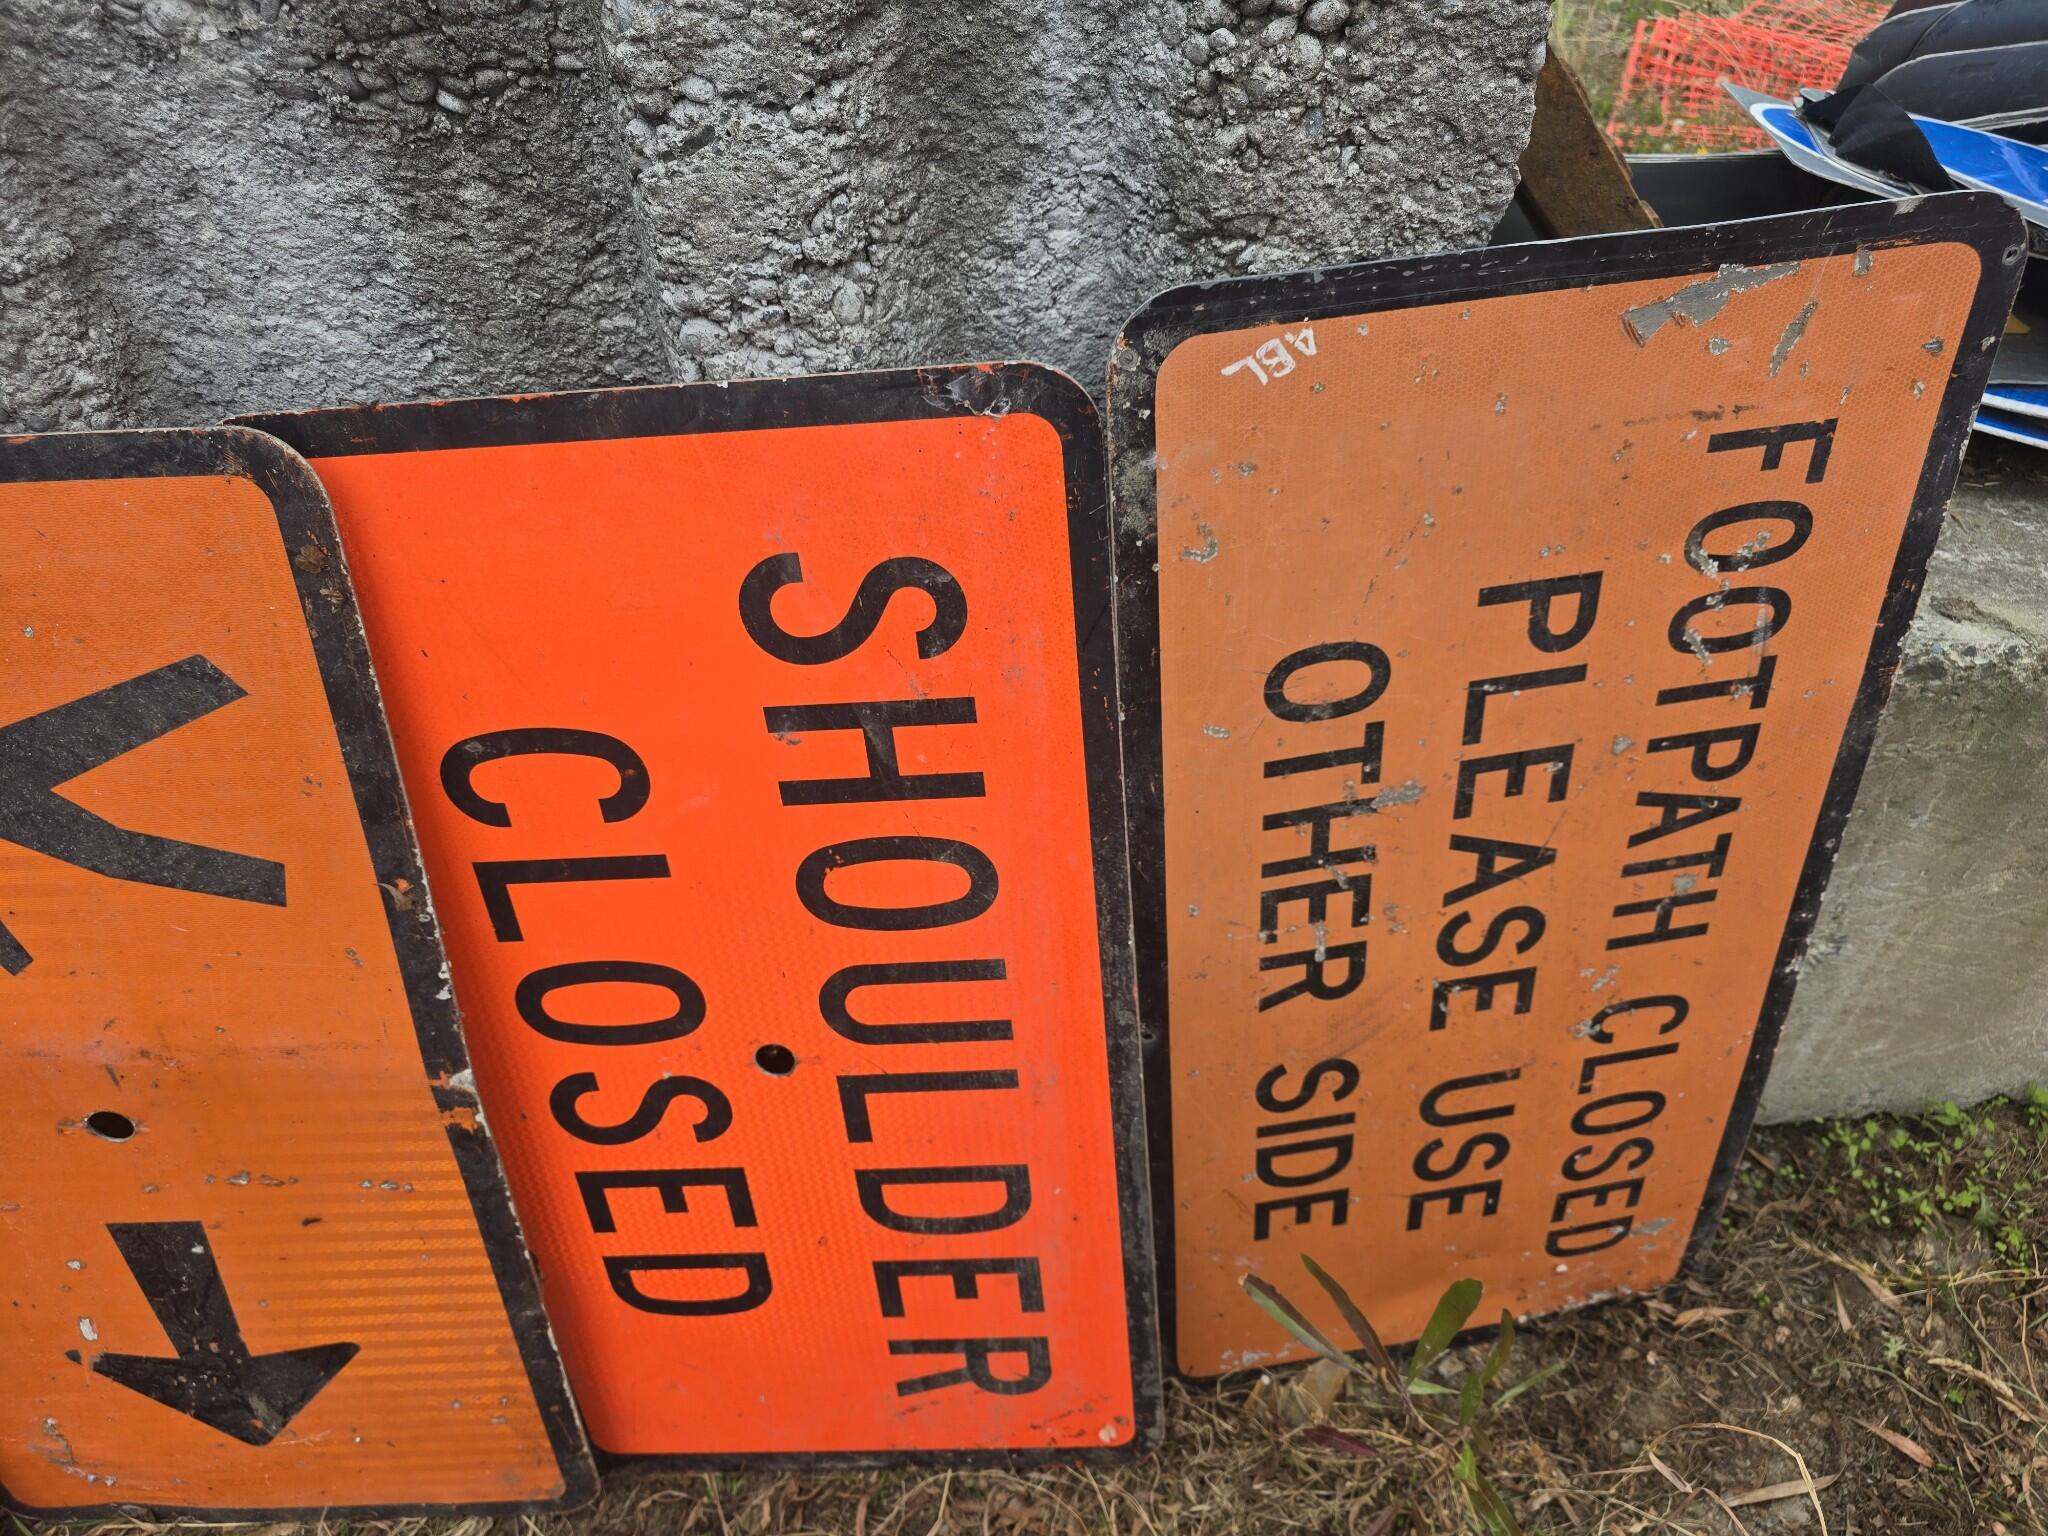 SHOULDER
CLOSED
ABL
FOOTPATH CLOSED
PLEASE USE
OTHER SIDE